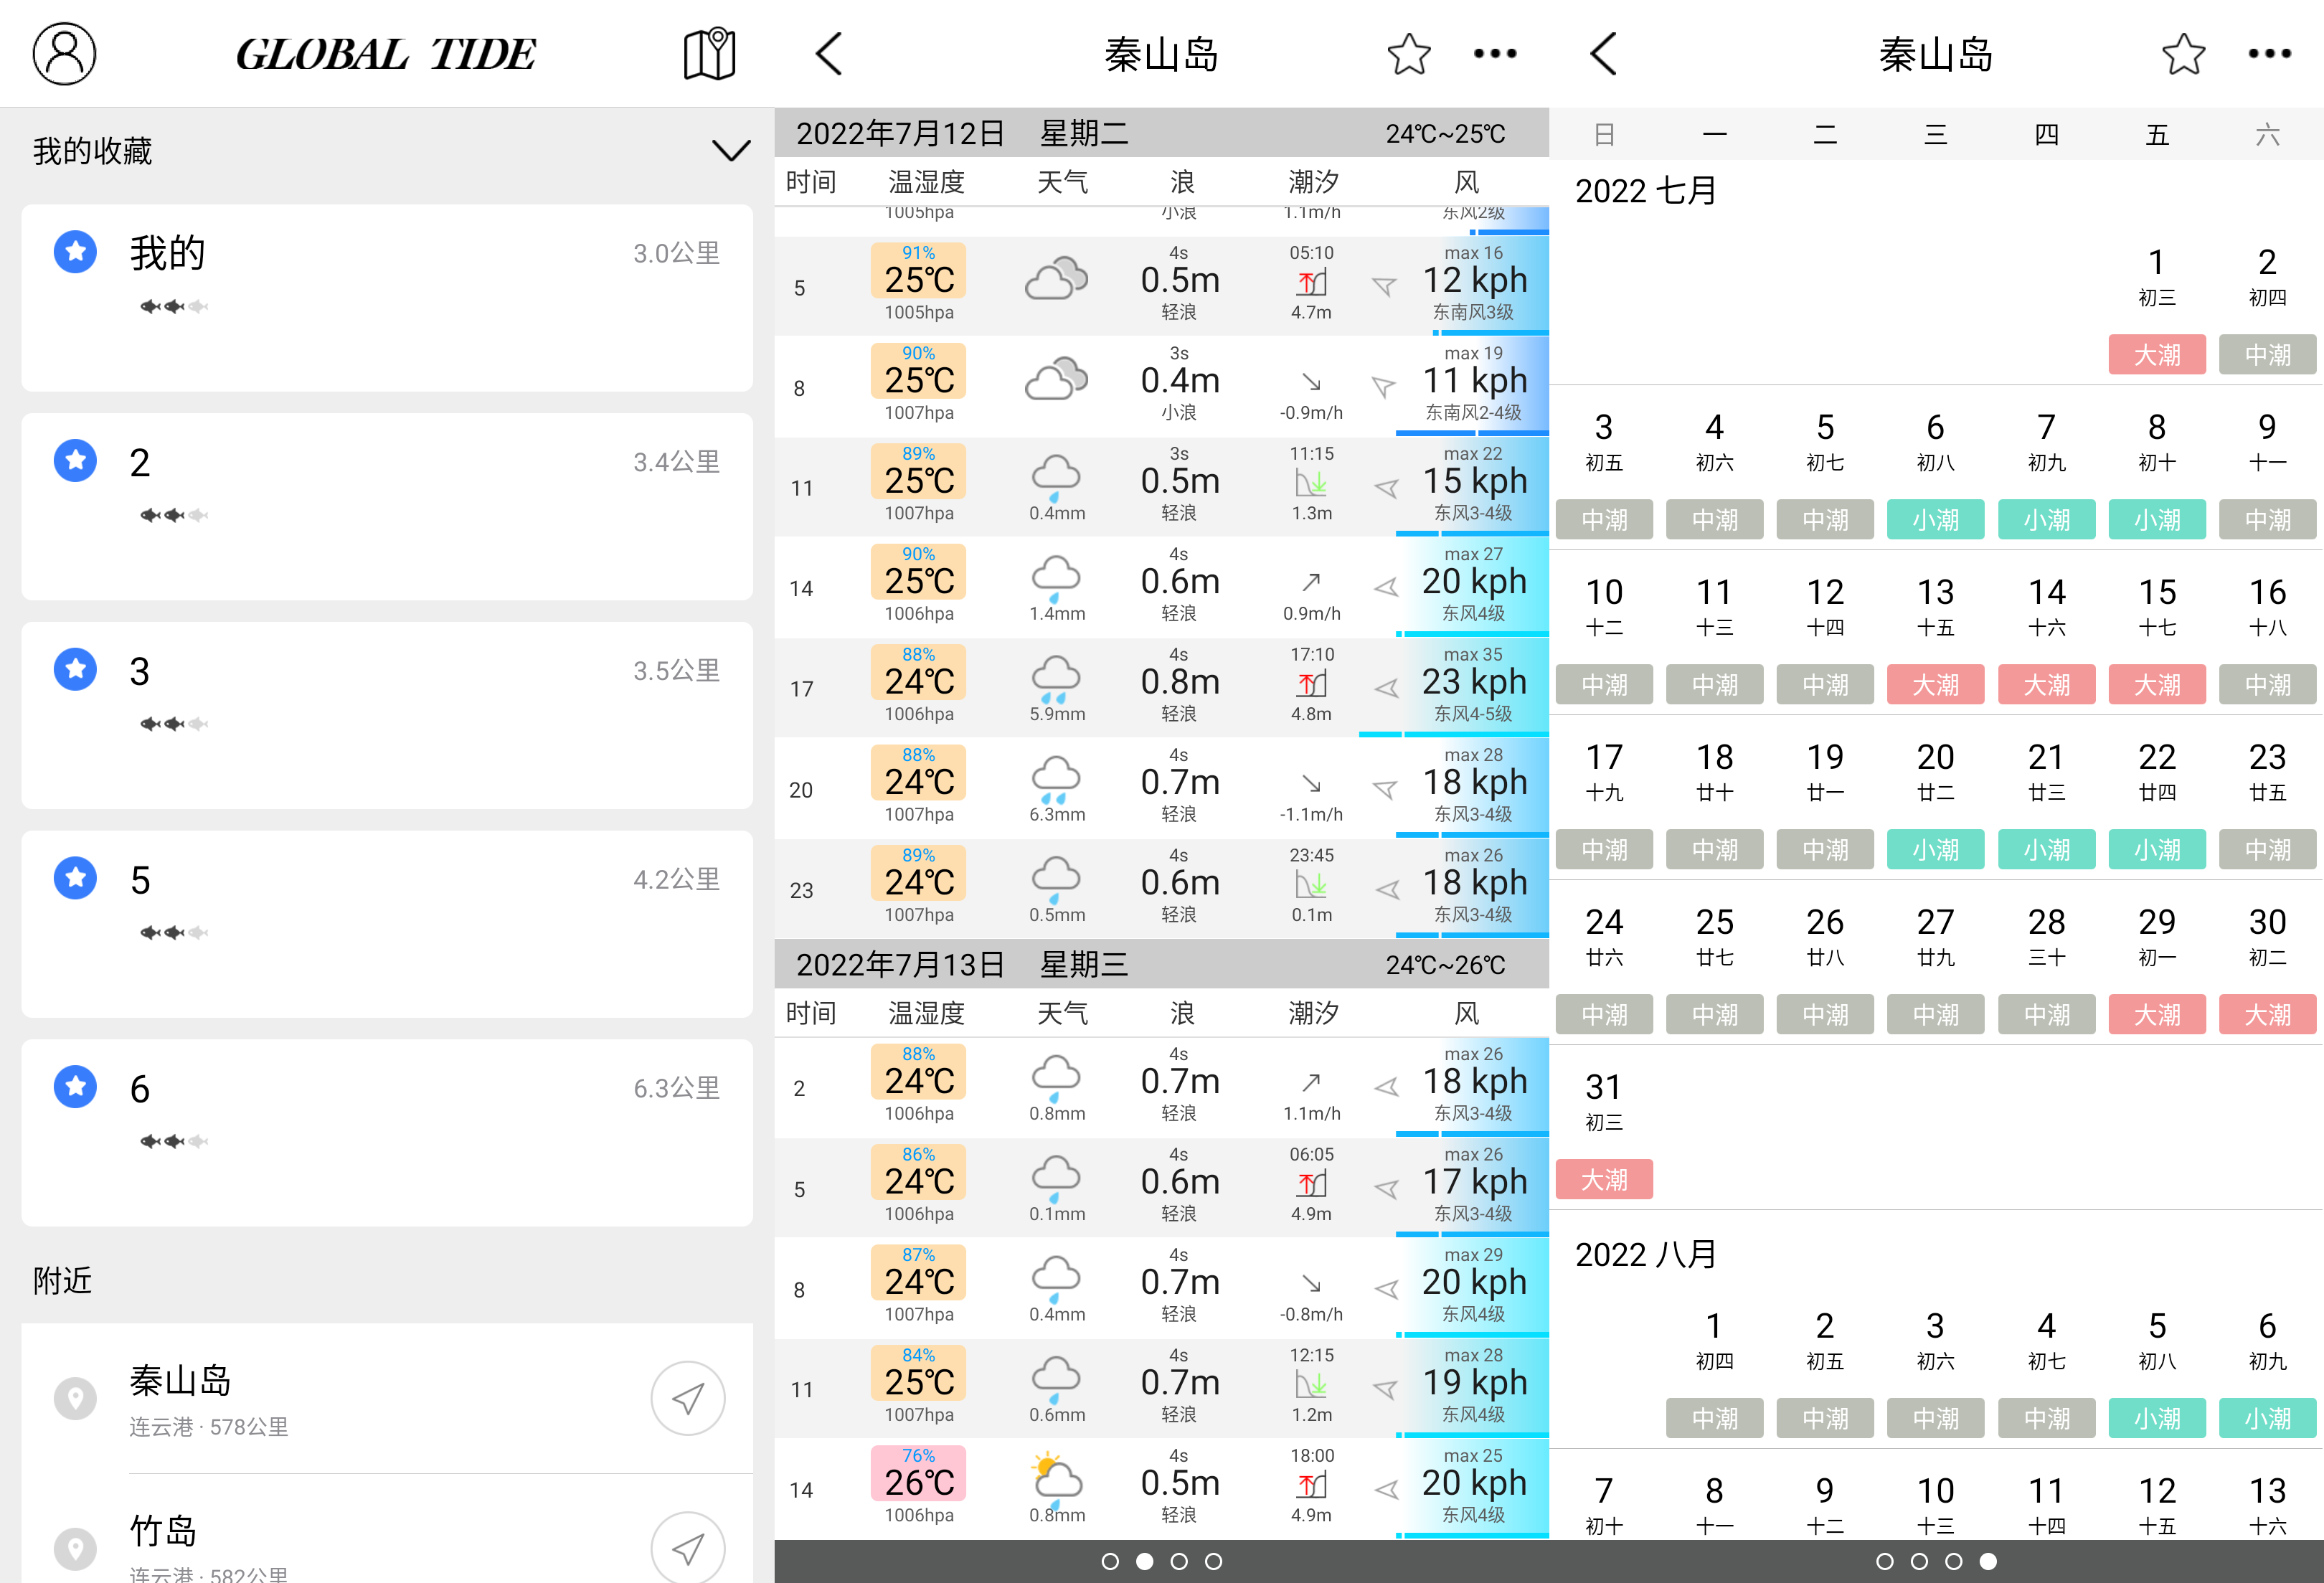 GLOBAL TIDE
我的收藏
我的
3.0公里
2
3.4公里
3
3.5公里
5
4.2公里
6
6.3公里
附近
秦山岛
连云港 · 578公里
竹岛
连云港 · 582公里
秦山岛
2022年7月12日 星期二 24℃~25℃
时间 温湿度 天气 浪 潮汐 风
1005hpa 小浪 1.1m/h 东风2级
91% 4s 05:10 max 16
5 25℃ 0.5m 12 kph
1005hpa 轻浪 4.7m 东南风3级
90% 3s max 19
8 25℃ 0.4m 11 kph
1007hpa 小浪 -0.9m/h 东南风2-4级
89% 3s 11:15 max 22
11 25℃ 0.5m 15 kph
1007hpa 0.4mm 轻浪 1.3m 东风3-4级
90% 4s max 27
14 25℃ 0.6m 20 kph
1006hpa 1.4mm 轻浪 0.9m/h 东风4级
88% 4s 17:10 max 35
17 24℃ 0.8m 23 kph
1006hpa 5.9mm 轻浪 4.8m 东风4-5级
88% 4s max 28
20 24℃ 0.7m 18 kph
1007hpa 6.3mm 轻浪 -1.1m/h 东风3-4级
89% 4s 23:45 max 26
23 24℃ 0.6m 18 kph
1007hpa 0.5mm 轻浪 0.1m 东风3-4级
2022年7月13日 星期三 24℃~26℃
时间 温湿度 天气 浪 潮汐 风
88% 4s max 26
2 24℃ 0.7m 18 kph
1006hpa 0.8mm 轻浪 1.1m/h 东风3-4级
86% 4s 06:05 max 26
5 24℃ 0.6m 17 kph
1006hpa 0.1mm 轻浪 4.9m 东风3-4级
87% 4s max 29
8 24℃ 0.7m 20 kph
1007hpa 0.4mm 轻浪 -0.8m/h 东风4级
84% 4s 12:15 max 28
11 25℃ 0.7m 19 kph
1007hpa 0.6mm 轻浪 1.2m 东风4级
76% 4s 18:00 max 25
14 26℃ 0.5m 20 kph
1006hpa 0.8mm 轻浪 4.9m 东风4级
秦山岛
日 一 二 三 四 五 六
2022 七月
1 2
初三 初四
大潮 中潮
3 4 5 6 7 8 9
初五 初六 初七 初八 初九 初十 十一
中潮 中潮 中潮 小潮 小潮 小潮 中潮
10 11 12 13 14 15 16
十二 十三 十四 十五 十六 十七 十八
中潮 中潮 中潮 大潮 大潮 大潮 中潮
17 18 19 20 21 22 23
十九 廿十 廿一 廿二 廿三 廿四 廿五
中潮 中潮 中潮 小潮 小潮 小潮 中潮
24 25 26 27 28 29 30
廿六 廿七 廿八 廿九 三十 初一 初二
中潮 中潮 中潮 中潮 中潮 大潮 大潮
31
初三
大潮
2022 八月
1 2 3 4 5 6
初四 初五 初六 初七 初八 初九
中潮 中潮 中潮 中潮 小潮 小潮
7 8 9 10 11 12 13
初十 十一 十二 十三 十四 十五 十六